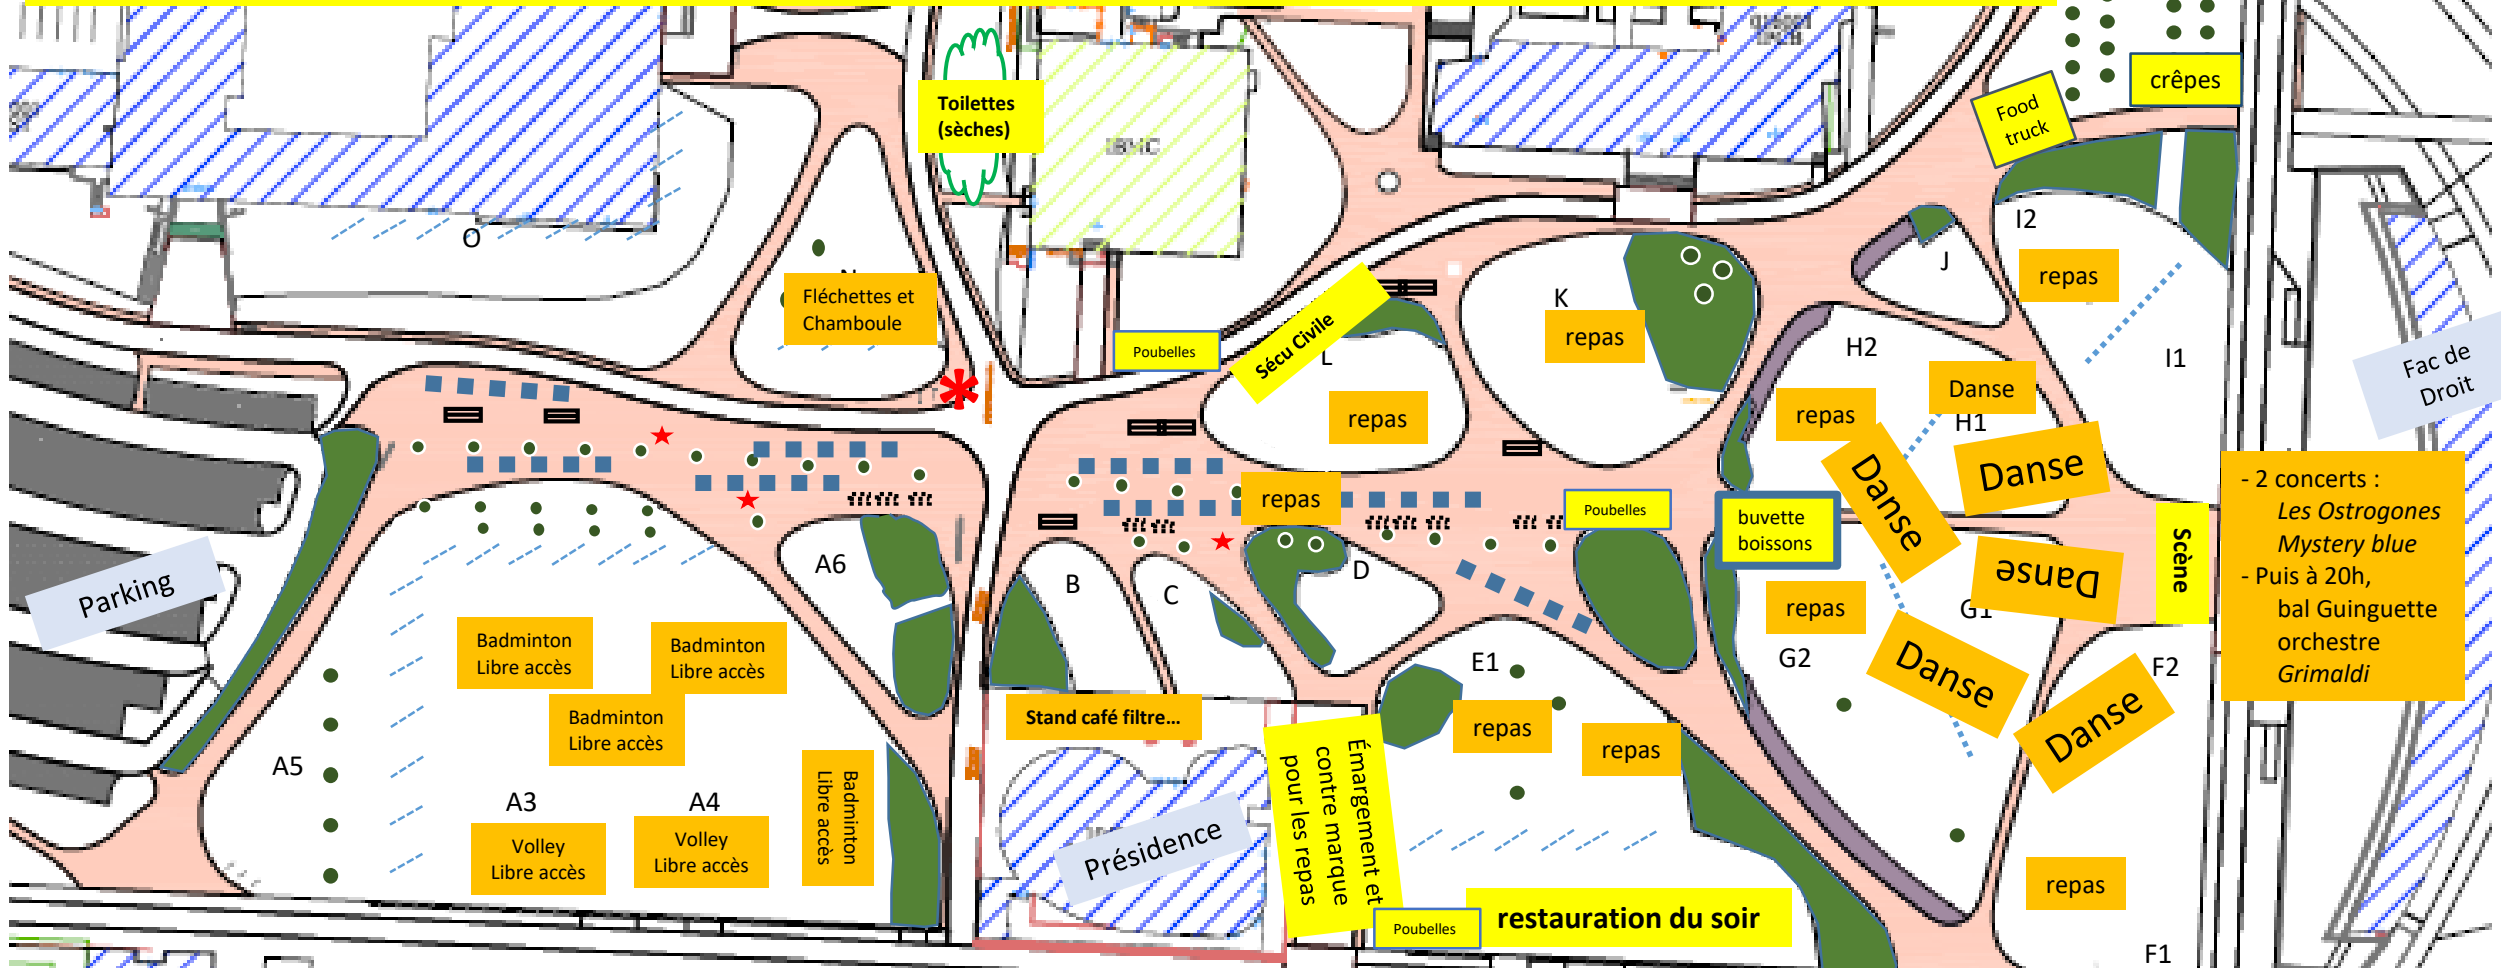 crêpes
Food
truck
Toilettes
(sèches)
O
I2
repas
J
Fléchettes et
Chamboule
K
repas
Poubelles
Sécu Civile
L
repas
H2
I1
Fac de
Droit
Danse
H1
repas
Danse
Danse
- 2 concerts :
Les Ostrogones
Mystery blue
- Puis à 20h,
bal Guinguette
orchestre
Grimaldi
repas
Poubelles
buvette
boissons
Scène
Parking
A6
B
C
D
Danse
G1
repas
G2
Danse
Danse
F2
Badminton
Libre accès
Badminton
Libre accès
Badminton
Libre accès
Badminton
Libre accès
E1
repas
repas
Stand café filtre...
Émargement et
contre marque
pour les repas
A5
A3
A4
Volley
Libre accès
Volley
Libre accès
Présidence
repas
Poubelles
restauration du soir
F1